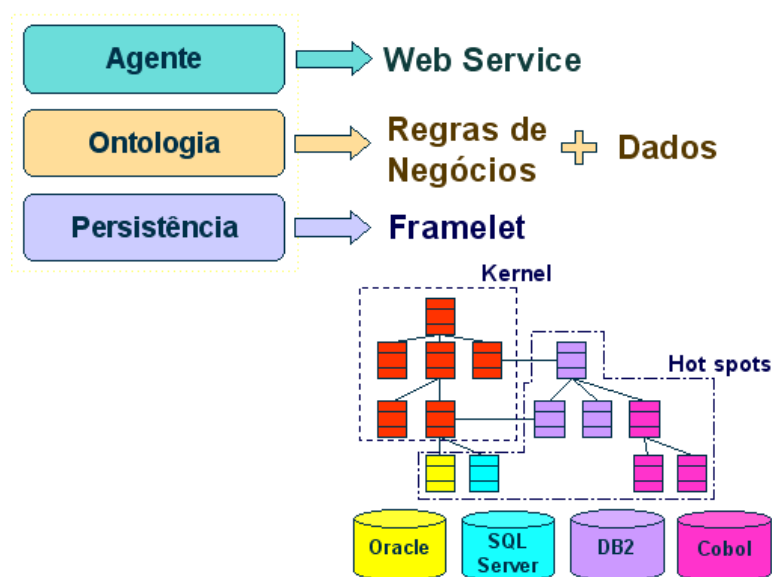 Agente
Web Service
Ontologia
Regras de
Negócios
Dados
Persistência
Framelet
Kernel
Hot spots
Oracle
SQL
Server
DB2
Cobol